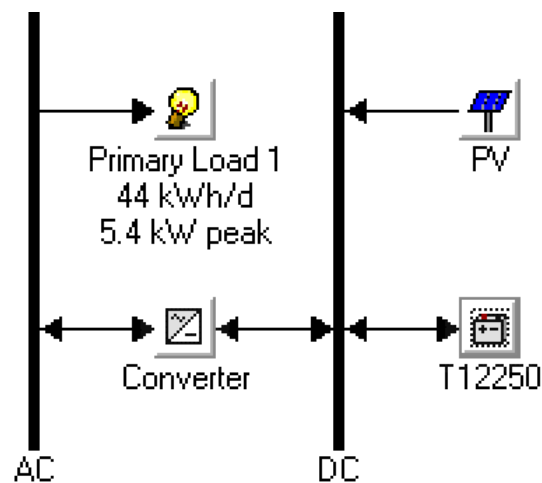 Primary Load 1
44 kWh/d
5.4 kW peak
PV
Converter
T12250
AC
DC